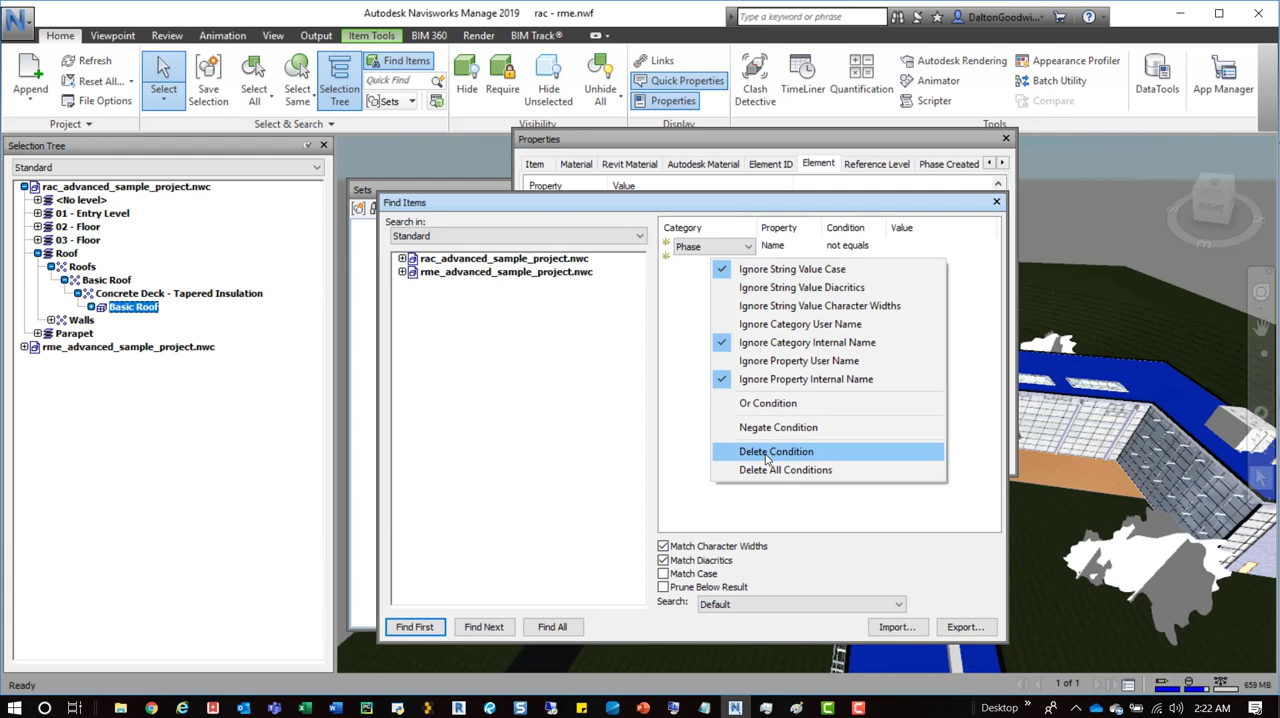 Autodesk Navisworks Manage 2019 rac - rme.nwf Type a keyword or phrase DaltonGoodwi...
Home Viewpoint Review Animation View Output Item Tools BIM 360 Render BIM Track®
Append
Refresh
Reset All...
File Options
Project
Select
Save Selection
Select All
Select Same
Selection Tree
Find Items
Quick Find
Sets
Select & Search
Hide
Require
Hide Unselected
Unhide All
Visibility
Links
Quick Properties
Properties
Display
Clash Detective
TimeLiner
Quantification
Autodesk Rendering
Animator
Scripter
Appearance Profiler
Batch Utility
Compare
Tools
DataTools
App Manager
Selection Tree
Standard
rac_advanced_sample_project.nwc
<No level>
01 - Entry Level
02 - Floor
03 - Floor
Roof
Roofs
Basic Roof
Concrete Deck - Tapered Insulation
Basic Roof
Walls
Parapet
rme_advanced_sample_project.nwc
Properties
Item Material Revit Material Autodesk Material Element ID Element Reference Level Phase Created
Property Value
Sets
Find Items
Search in:
Standard
rac_advanced_sample_project.nwc
rme_advanced_sample_project.nwc
Category Property Condition Value
Phase Name not equals
Ignore String Value Case
Ignore String Value Diacritics
Ignore String Value Character Widths
Ignore Category User Name
Ignore Category Internal Name
Ignore Property User Name
Ignore Property Internal Name
Or Condition
Negate Condition
Delete Condition
Delete All Conditions
Match Character Widths
Match Diacritics
Match Case
Prune Below Result
Search: Default
Find First Find Next Find All Import... Export...
RIGHT
Ready 1 of 1 659 MB
Desktop 2:22 AM